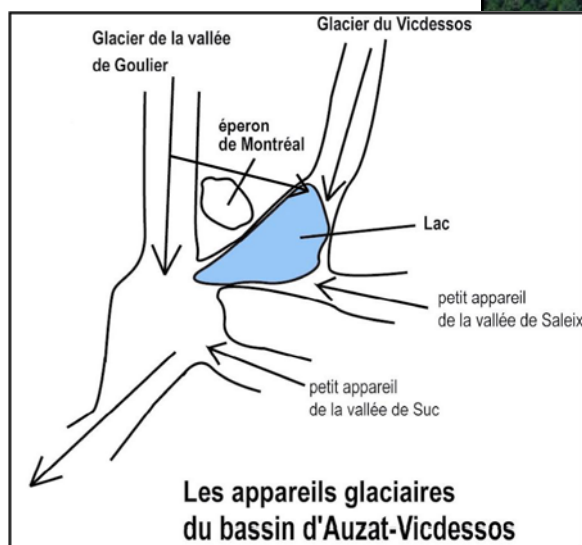 Glacier de la vallée
de Goulier
Glacier du Vicdessos
éperon
de Montréal
Lac
petit appareil
de la vallée de Saleix
petit appareil
de la vallée de Suc
Les appareils glaciaires
du bassin d'Auzat-Vicdessos